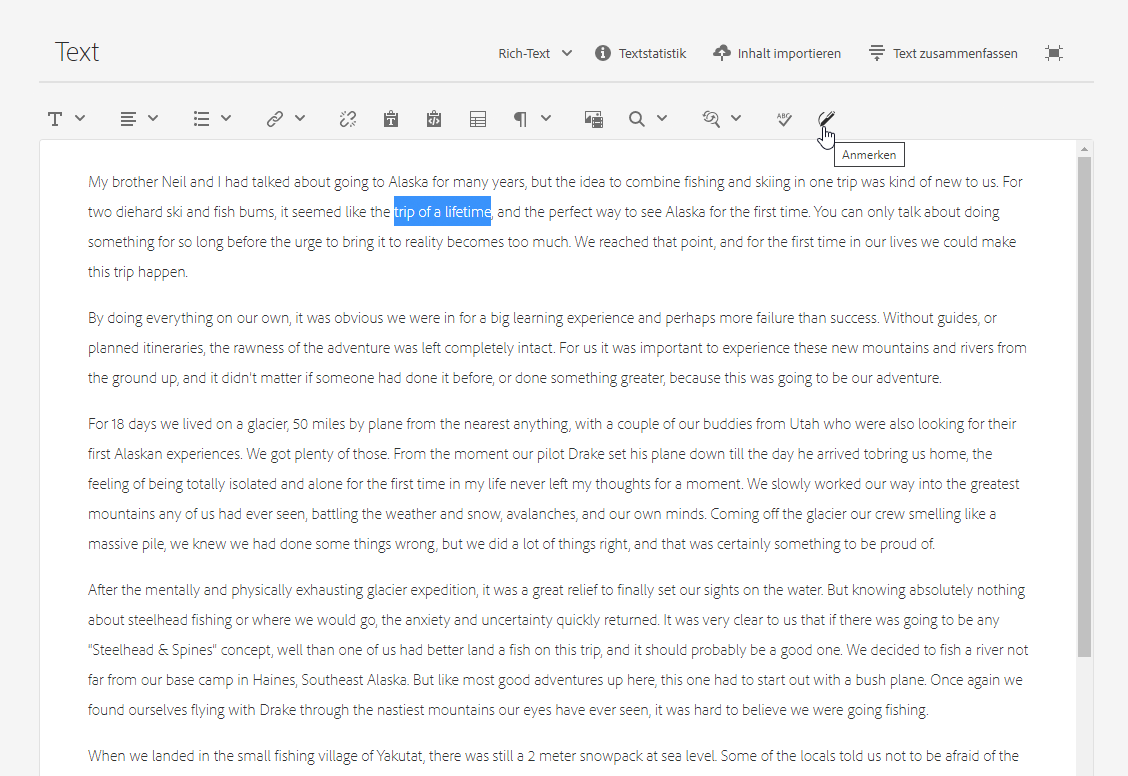 Text
Rich-Text
Textstatistik
Inhalt importieren
Text zusammenfassen
ABC
Anmerken
My brother Neil and I had talked about going to Alaska for many years, but the idea to combine fishing and skiing in one trip was kind of new to us. For
two diehard ski and fish bums, it seemed like the trip of a lifetime, and the perfect way to see Alaska for the first time. You can only talk about doing
something for so long before the urge to bring it to reality becomes too much. We reached that point, and for the first time in our lives we could make
this trip happen.
By doing everything on our own, it was obvious we were in for a big learning experience and perhaps more failure than success. Without guides, or
planned itineraries, the rawness of the adventure was left completely intact. For us it was important to experience these new mountains and rivers from
the ground up, and it didn't matter if someone had done it before, or done something greater, because this was going to be our adventure.
For 18 days we lived on a glacier, 50 miles by plane from the nearest anything, with a couple of our buddies from Utah who were also looking for their
first Alaskan experiences. We got plenty of those. From the moment our pilot Drake set his plane down till the day he arrived tobring us home, the
feeling of being totally isolated and alone for the first time in my life never left my thoughts for a moment. We slowly worked our way into the greatest
mountains any of us had ever seen, battling the weather and snow, avalanches, and our own minds. Coming off the glacier our crew smelling like a
massive pile, we knew we had done some things wrong, but we did a lot of things right, and that was certainly something to be proud of.
After the mentally and physically exhausting glacier expedition, it was a great relief to finally set our sights on the water. But knowing absolutely nothing
about steelhead fishing or where we would go, the anxiety and uncertainty quickly returned. It was very clear to us that if there was going to be any
"Steelhead & Spines" concept, well than one of us had better land a fish on this trip, and it should probably be a good one. We decided to fish a river not
far from our base camp in Haines, Southeast Alaska. But like most good adventures up here, this one had to start out with a bush plane. Once again we
found ourselves flying with Drake through the nastiest mountains our eyes have ever seen, it was hard to believe we were going fishing.
When we landed in the small fishing village of Yakutat, there was still a 2 meter snowpack at sea level. Some of the locals told us not to be afraid of the